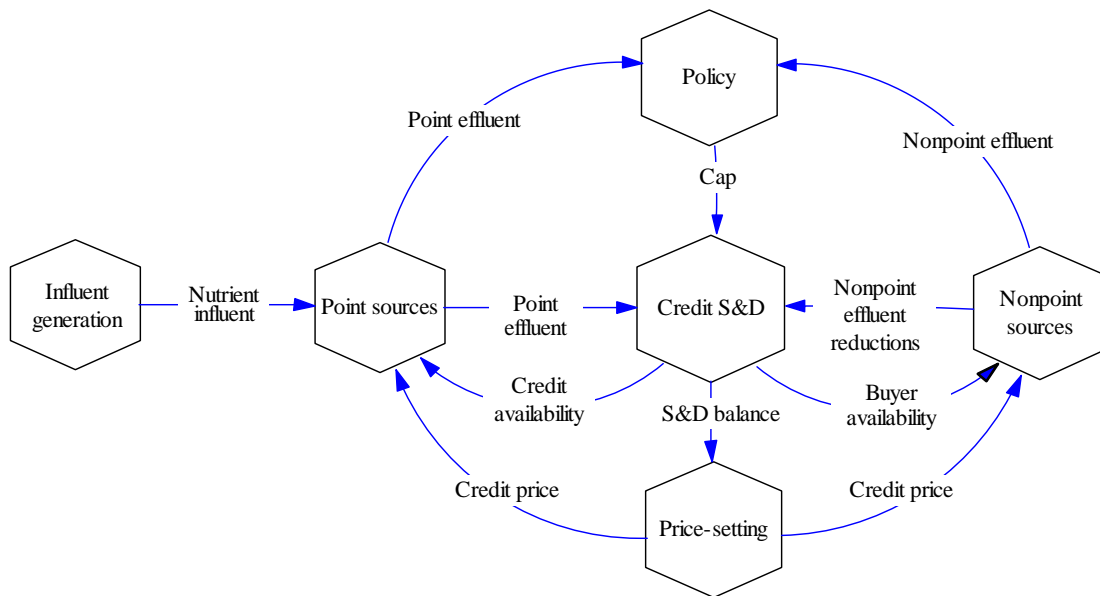 Policy
Point effluent
Nonpoint effluent
Cap
Influent
generation
Nutrient
influent
Point sources
Point
effluent
Credit S&D
Nonpoint
effluent
reductions
Nonpoint
sources
Credit
availability
S&D balance
Buyer
availability
Credit price
Price-setting
Credit price